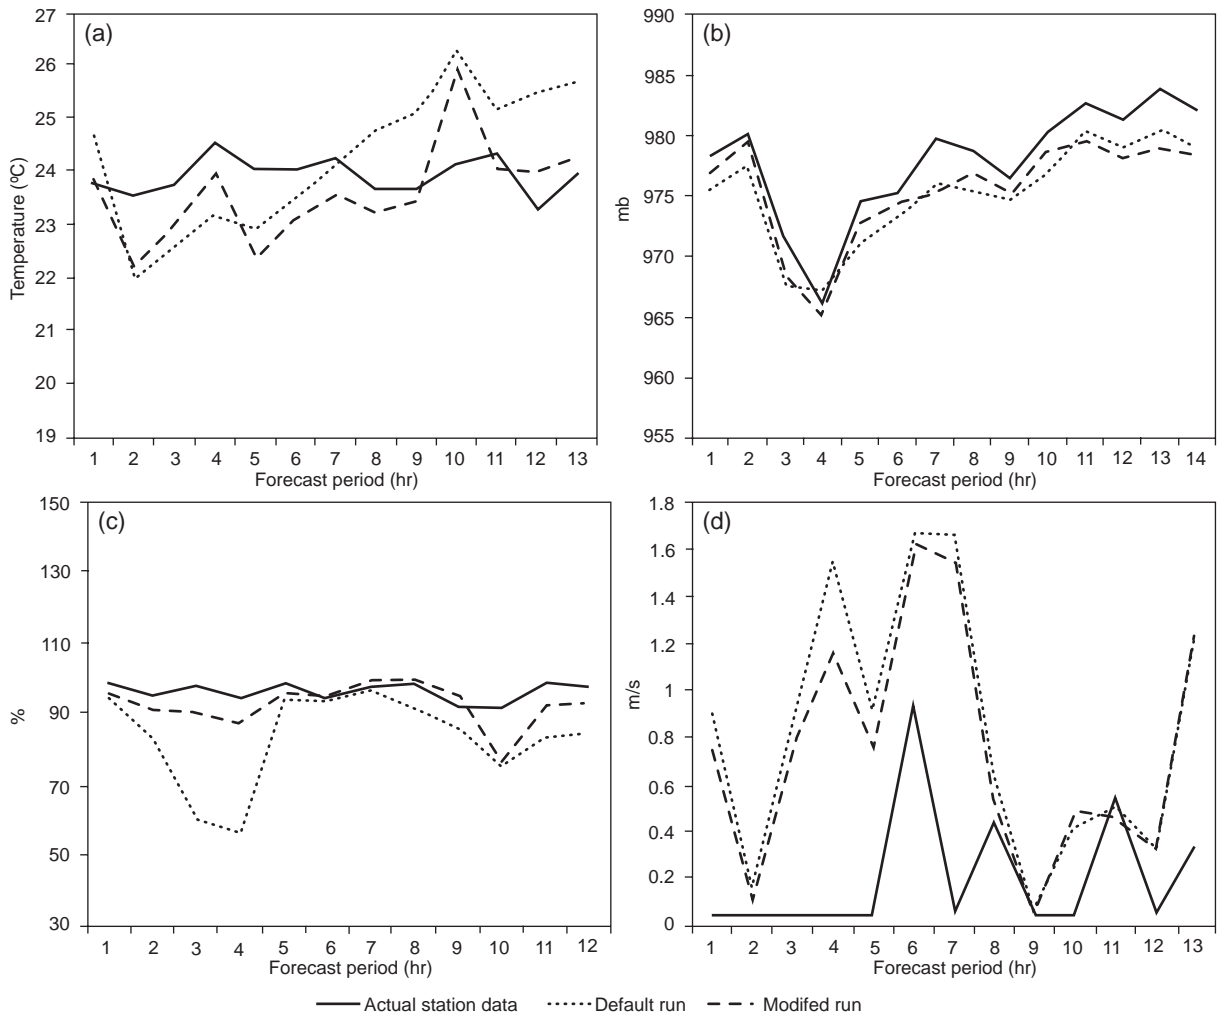 (a)
27
26
25
24
23
22
21
20
19
Temperature (ºC)
1 2 3 4 5 6 7 8 9 10 11 12 13
Forecast period (hr)
(b)
990
985
980
975
970
965
960
955
mb
1 2 3 4 5 6 7 8 9 10 11 12 13 14
Forecast period (hr)
(c)
150
130
110
90
70
50
30
%
1 2 3 4 5 6 7 8 9 10 11 12
Forecast period (hr)
(d)
1.8
1.6
1.4
1.2
1
0.8
0.6
0.4
0.2
0
m/s
1 2 3 4 5 6 7 8 9 10 11 12 13
Forecast period (hr)
Actual station data Default run Modifed run